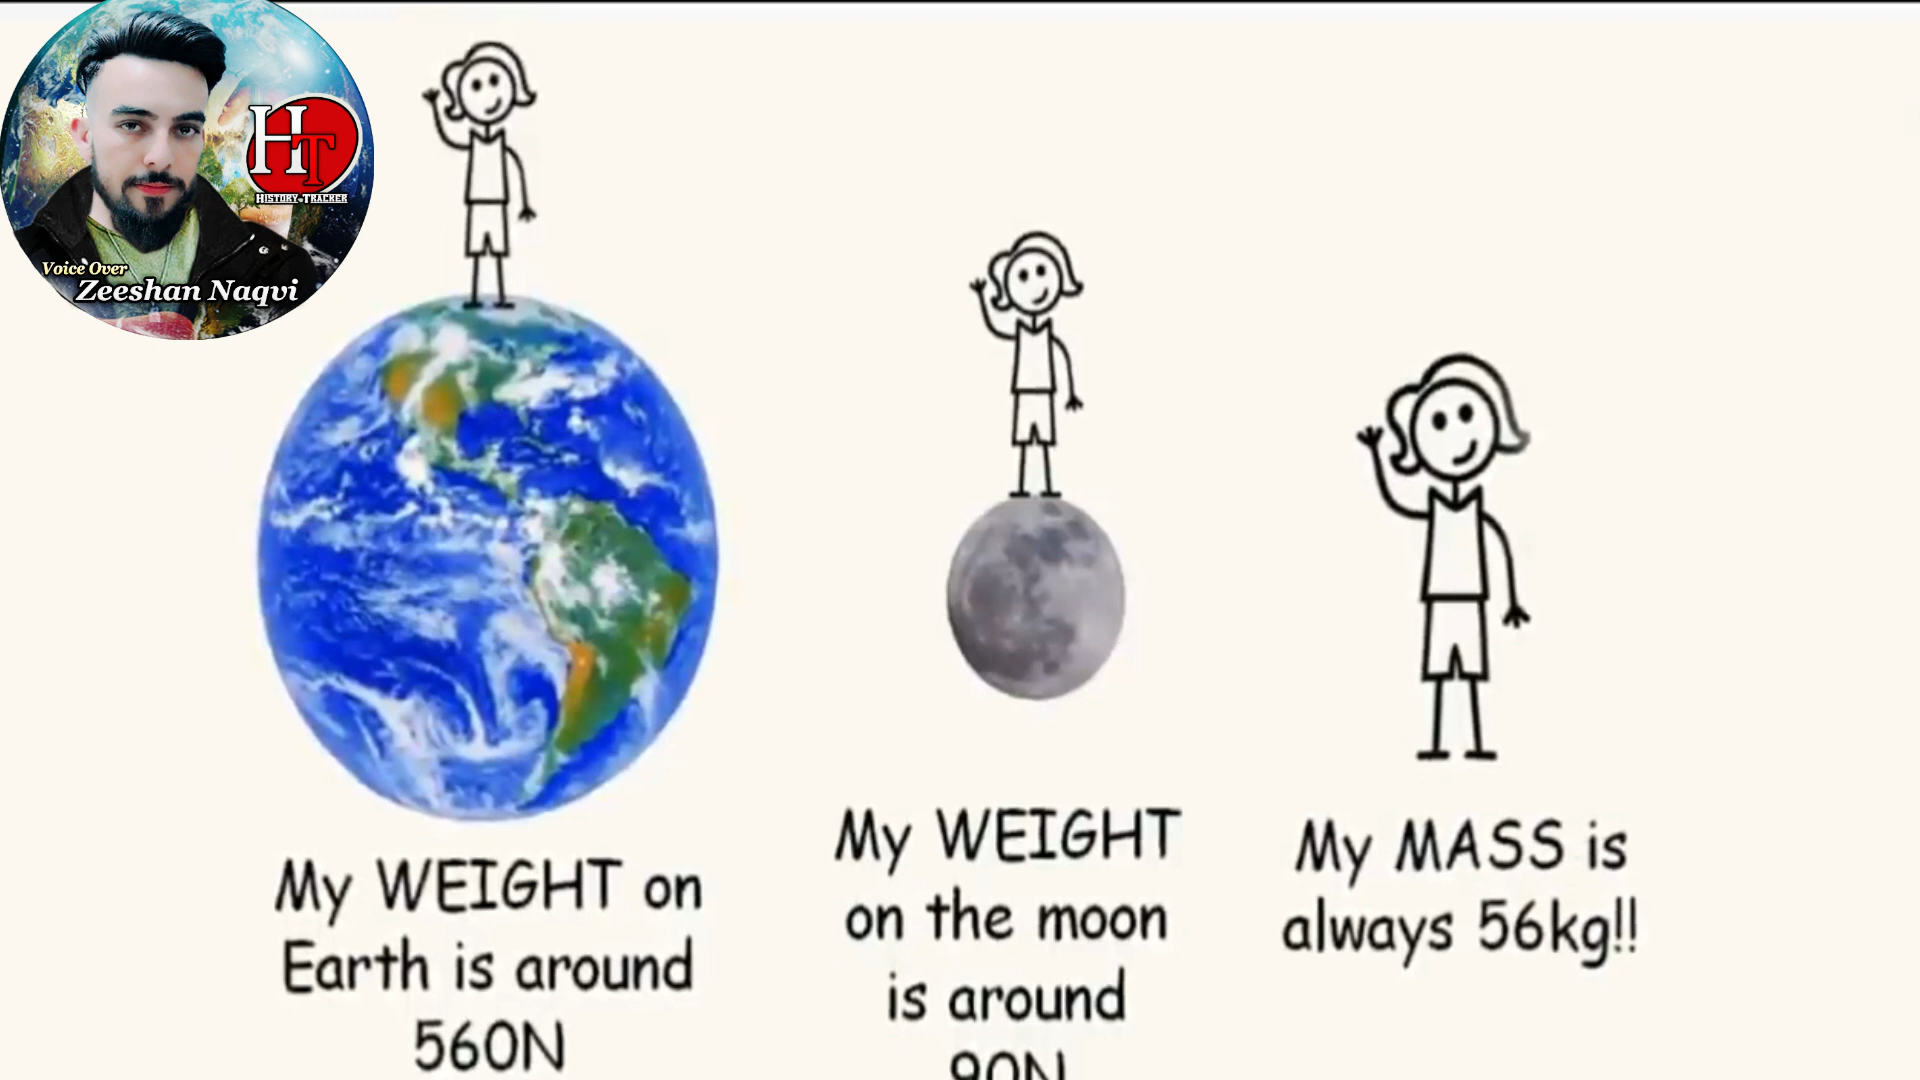 HT
HISTORY-TRACKER
Voice Over
Zeeshan Naqvi
My WEIGHT on
Earth is around
560N
My WEIGHT
on the moon
is around
90N
My MASS is
always 56kg!!